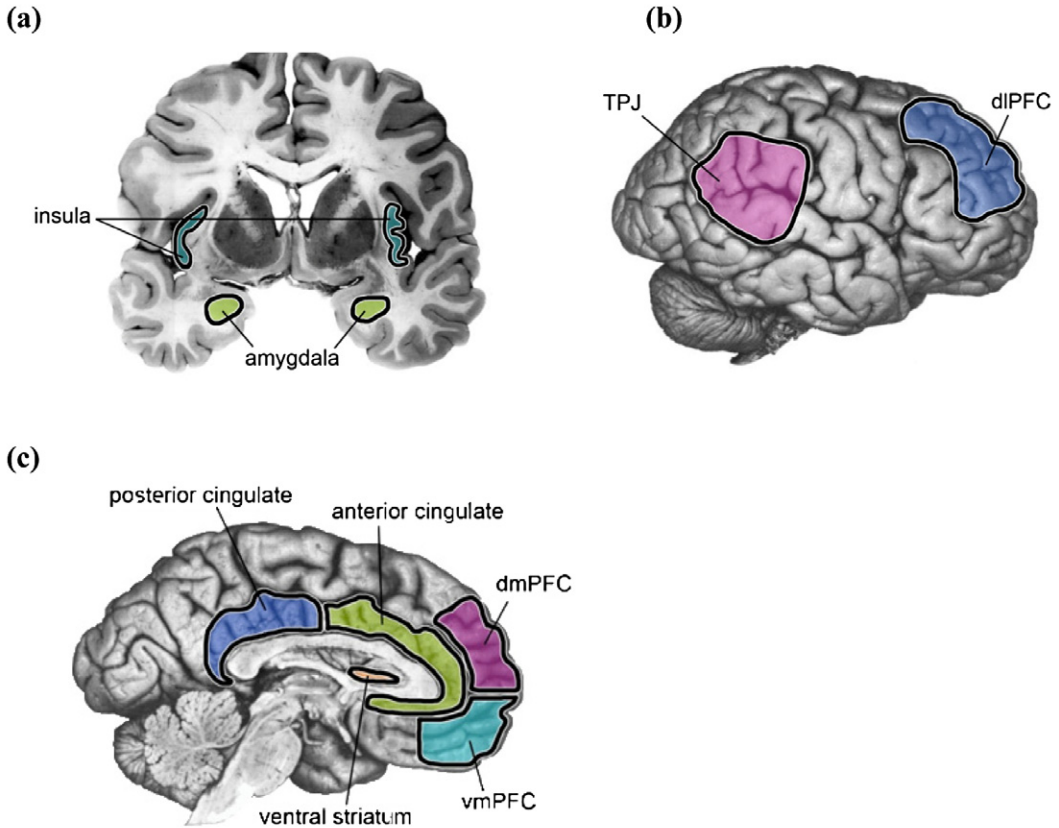 (a)
insula
amygdala
(b)
TPJ
dlPFC
(c)
posterior cingulate
anterior cingulate
dmPFC
vmPFC
ventral striatum